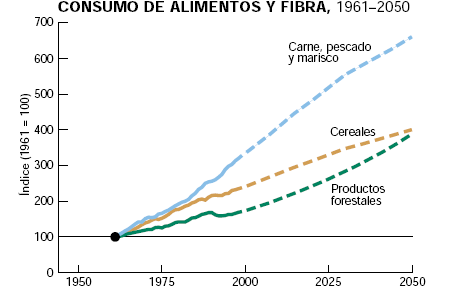 CONSUMO DE ALIMENTOS Y FIBRA, 1961–2050
700
600
500
400
300
200
100
0
Índice (1961 = 100)
Carne, pescado
y marisco
Cereales
Productos
forestales
1950
1975
2000
2025
2050